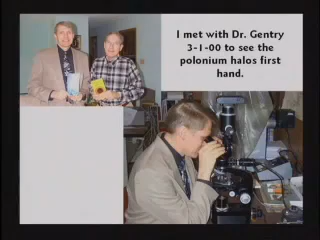 I met with Dr. Gentry
3-1-00 to see the
polonium halos first
hand.